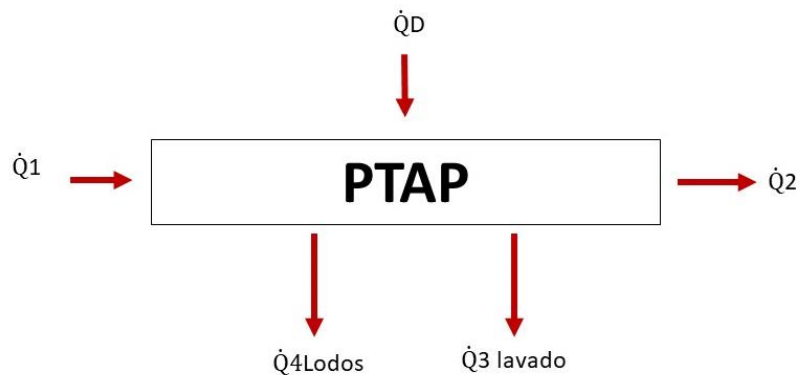 Q̇D
Q̇1
PTAP
Q̇2
Q̇4Lodos
Q̇3 lavado